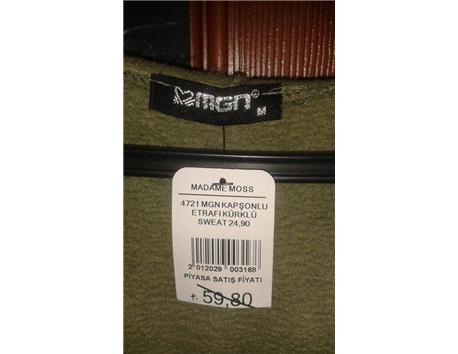 MGN©
M
MADAME MOSS
4721 MGN KAPŞONLU
ETRAFI KÜRKLÜ
SWEAT 24,90
2 012029 003168
PİYASA SATIŞ FİYATI
₺. 59,80